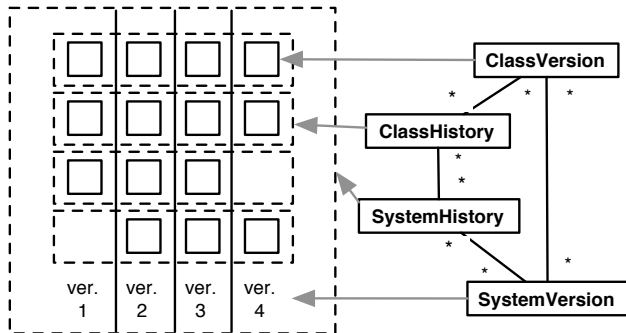 ClassVersion
* * *
ClassHistory
*
*
SystemHistory
*
* *
SystemVersion
ver. ver. ver. ver.
1 2 3 4